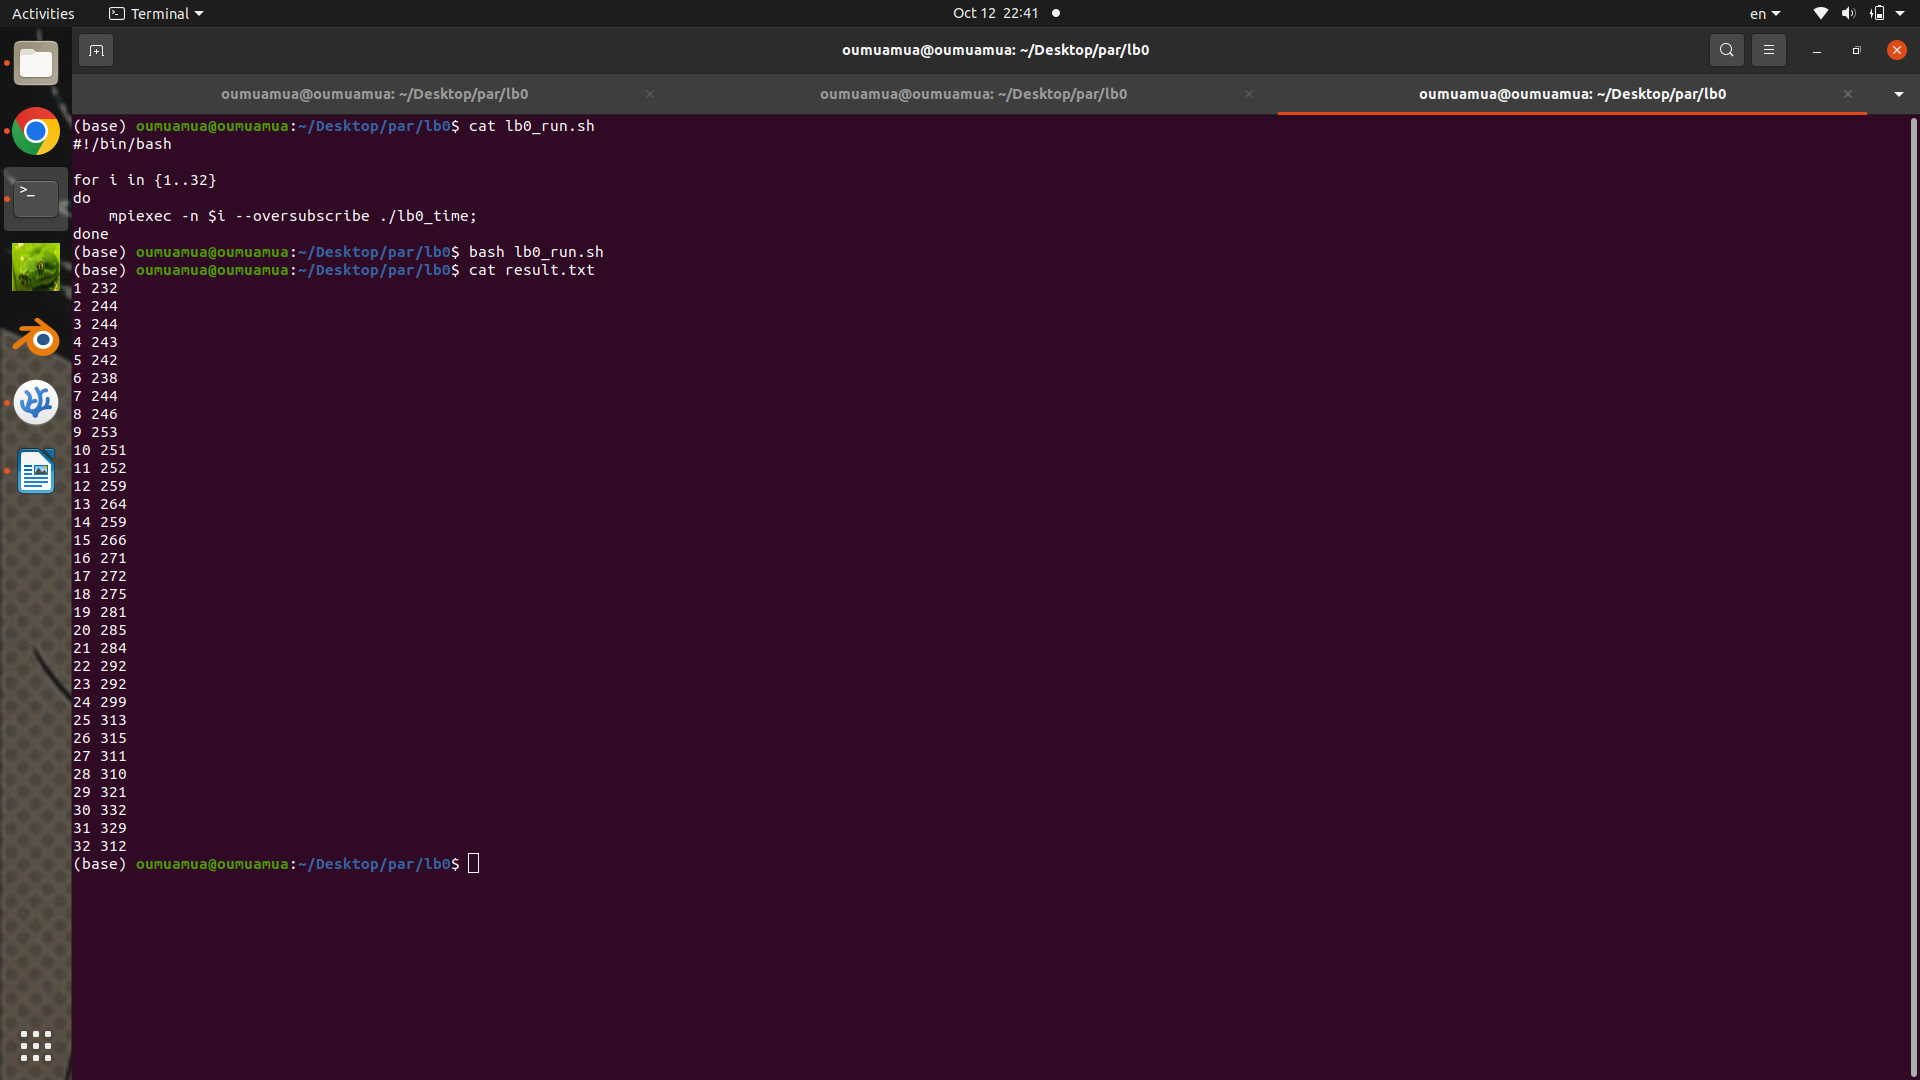 Activities
Terminal
Oct 12 22:41
en
oumuamua@oumuamua: ~/Desktop/par/lb0
oumuamua@oumuamua: ~/Desktop/par/lb0
oumuamua@oumuamua: ~/Desktop/par/lb0
oumuamua@oumuamua: ~/Desktop/par/lb0
(base) oumuamua@oumuamua:~/Desktop/par/lb0$ cat lb0_run.sh
#!/bin/bash
for i in {1..32}
do
    mpiexec -n $i --oversubscribe ./lb0_time;
done
(base) oumuamua@oumuamua:~/Desktop/par/lb0$ bash lb0_run.sh
(base) oumuamua@oumuamua:~/Desktop/par/lb0$ cat result.txt
1 232
2 244
3 244
4 243
5 242
6 238
7 244
8 246
9 253
10 251
11 252
12 259
13 264
14 259
15 266
16 271
17 272
18 275
19 281
20 285
21 284
22 292
23 292
24 299
25 313
26 315
27 311
28 310
29 321
30 332
31 329
32 312
(base) oumuamua@oumuamua:~/Desktop/par/lb0$